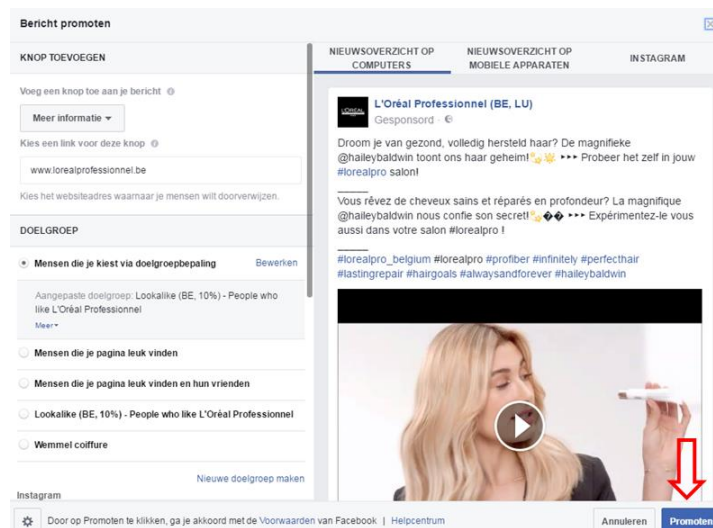 Bericht promoten
KNOP TOEVOEGEN
Voeg een knop toe aan je bericht
Meer informatie
Kies een link voor deze knop
www.lorealprofessionnel.be
Kies het websiteadres waarnaar je mensen wilt doorverwijzen.
DOELGROEP
Mensen die je kiest via doelgroepbepaling Bewerken
Aangepaste doelgroep: Lookalike (BE, 10%) - People who
like L'Oréal Professionnel
Meer
Mensen die je pagina leuk vinden
Mensen die je pagina leuk vinden en hun vrienden
Lookalike (BE, 10%) - People who like L'Oréal Professionnel
Wemmel coiffure
Nieuwe doelgroep maken
Instagram
NIEUWSOVERZICHT OP
COMPUTERS
NIEUWSOVERZICHT OP
MOBIELE APPARATEN
INSTAGRAM
L'Oréal Professionnel (BE, LU)
Gesponsord ·
Droom je van gezond, volledig hersteld haar? De magnifieke
@haileybaldwin toont ons haar geheim!💫🌟 ‣‣‣ Probeer het zelf in jouw
#lorealpro salon!
_____
Vous rêvez de cheveux sains et réparés en profondeur? La magnifique
@haileybaldwin nous confie son secret!💫�� ‣‣‣ Expérimentez-le vous
aussi dans votre salon #lorealpro !
_____
#lorealpro_belgium #lorealpro #profiber #infinitely #perfecthair
#lastingrepair #hairgoals #alwaysandforever #haileybaldwin
Door op Promoten te klikken, ga je akkoord met de Voorwaarden van Facebook | Helpcentrum
Annuleren Promoten